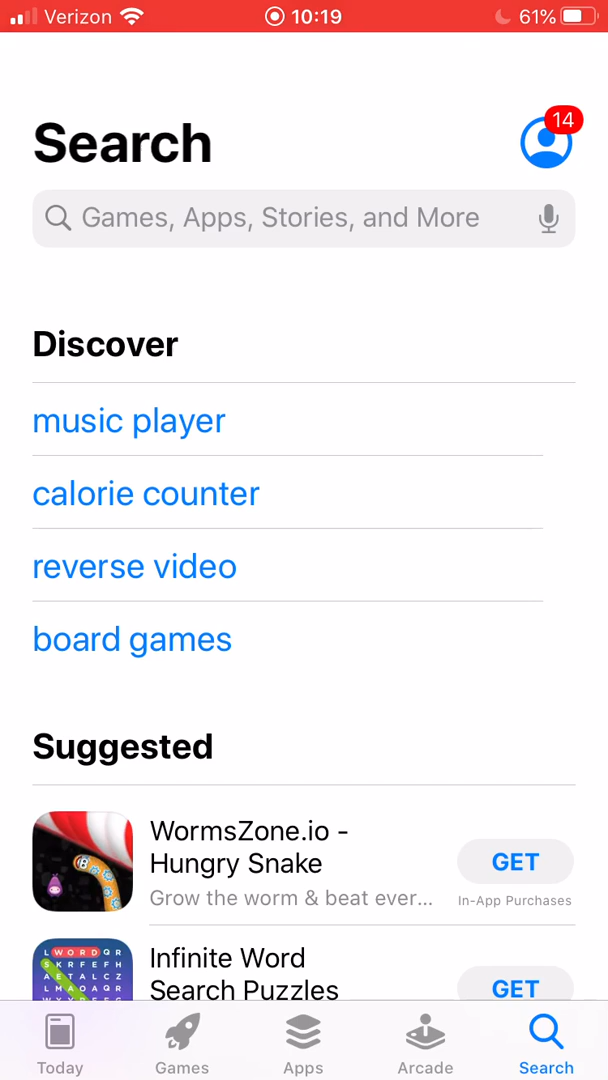 Verizon 10:19 61%
14
Search
Games, Apps, Stories, and More
Discover
music player
calorie counter
reverse video
board games
Suggested
WormsZone.io -
Hungry Snake
Grow the worm & beat ever...
GET
In-App Purchases
Infinite Word
Search Puzzles
GET
WORD
Today Games Apps Arcade Search